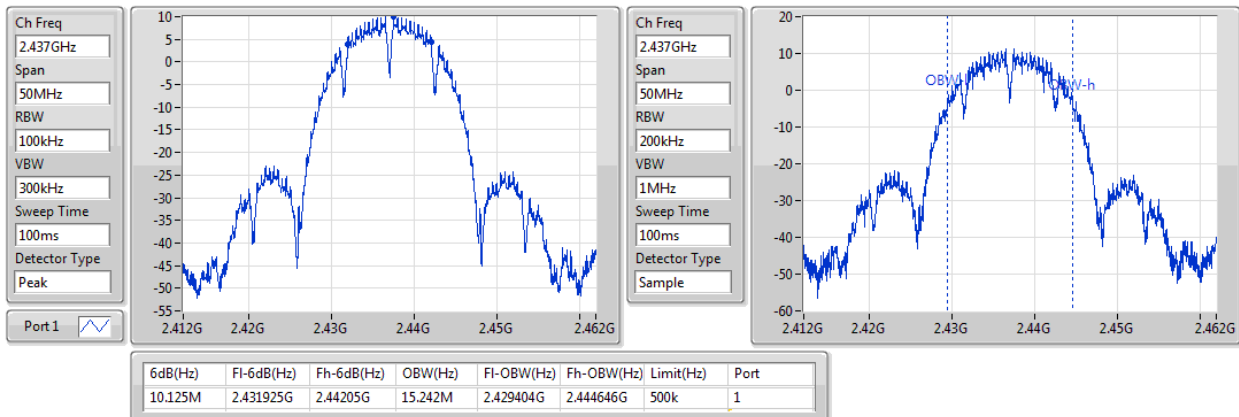 Ch Freq
2.437GHz
Span
50MHz
RBW
100kHz
VBW
300kHz
Sweep Time
100ms
Detector Type
Peak
Port 1
10
5
0
-5
-10
-15
-20
-25
-30
-35
-40
-45
-50
-55
2.412G 2.42G 2.43G 2.44G 2.45G 2.462G
Ch Freq
2.437GHz
Span
50MHz
RBW
200kHz
VBW
1MHz
Sweep Time
100ms
Detector Type
Sample
20
10
0
-10
-20
-30
-40
-50
-60
OBW-h
2.412G 2.42G 2.43G 2.44G 2.45G 2.462G
6dB(Hz) Fl-6dB(Hz) Fh-6dB(Hz) OBW(Hz) Fl-OBW(Hz) Fh-OBW(Hz) Limit(Hz) Port
10.125M 2.431925G 2.44205G 15.242M 2.429404G 2.444646G 500k 1